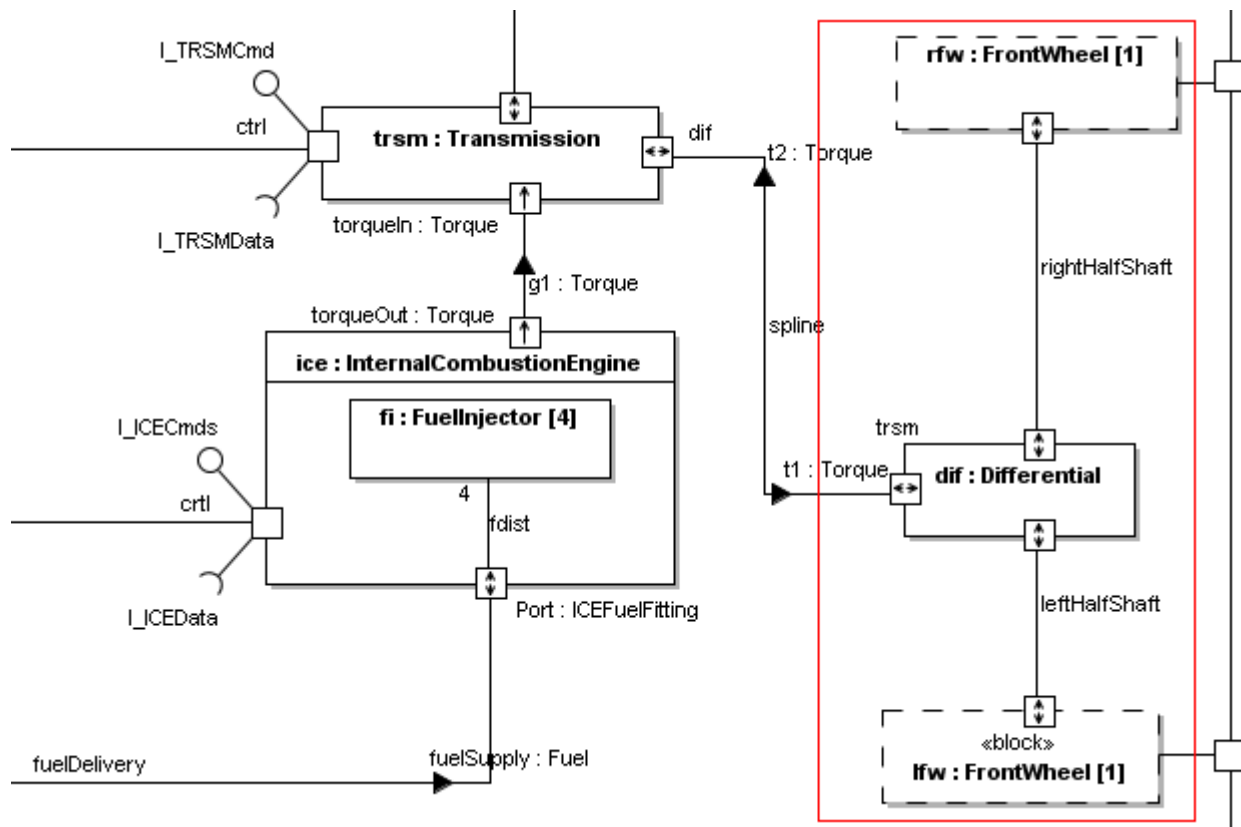 I_TRSMCmd
ctrl
trsm : Transmission
dif
I_TRSMData
torqueIn : Torque
t2 : Torque
rfw : FrontWheel [1]
rightHalfShaft
g1 : Torque
torqueOut : Torque
spline
ice : InternalCombustionEngine
fi : FuelInjector [4]
4
fdist
I_ICECmds
crtl
I_ICEData
Port : ICEFuelFitting
trsm
t1 : Torque
dif : Differential
leftHalfShaft
«block»
lfw : FrontWheel [1]
fuelDelivery
fuelSupply : Fuel